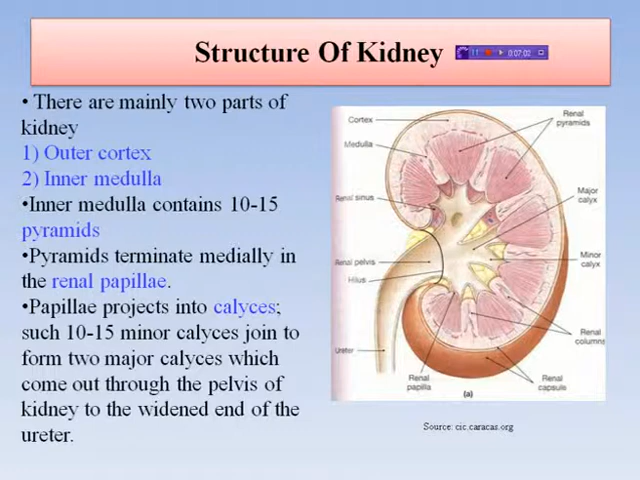 Structure Of Kidney
0:07:02
• There are mainly two parts of
kidney
1) Outer cortex
2) Inner medulla
•Inner medulla contains 10-15
pyramids
•Pyramids terminate medially in
the renal papillae.
•Papillae projects into calyces;
such 10-15 minor calyces join to
form two major calyces which
come out through the pelvis of
kidney to the widened end of the
ureter.
Cortex
Medulla
Renal sinus
Renal pelvis
Hilus
Ureter
Renal
pyramids
Major
calyx
Minor
calyx
Renal
columns
Renal
papilla
Renal
capsule
(a)
Source: cic.caracas.org